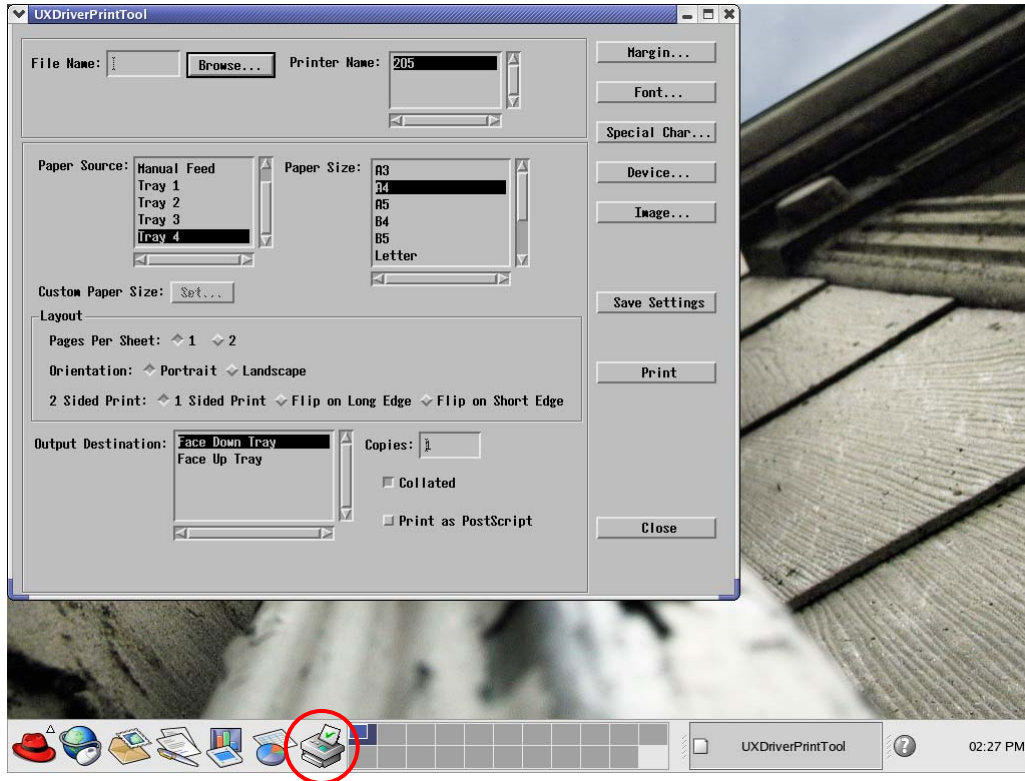 UXDriverPrintTool
File Name:
Browse...
Printer Name:
205
Paper Source:
Manual Feed
Tray 1
Tray 2
Tray 3
Tray 4
Paper Size:
A3
A4
A5
B4
B5
Letter
Custom Paper Size:
Set...
Layout
Pages Per Sheet: 1 2
Orientation: Portrait Landscape
2 Sided Print: 1 Sided Print Flip on Long Edge Flip on Short Edge
Output Destination:
Face Down Tray
Face Up Tray
Copies: 1
Collated
Print as PostScript
Margin...
Font...
Special Char...
Device...
Image...
Save Settings
Print
Close
UXDriverPrintTool
?
02:27 PM